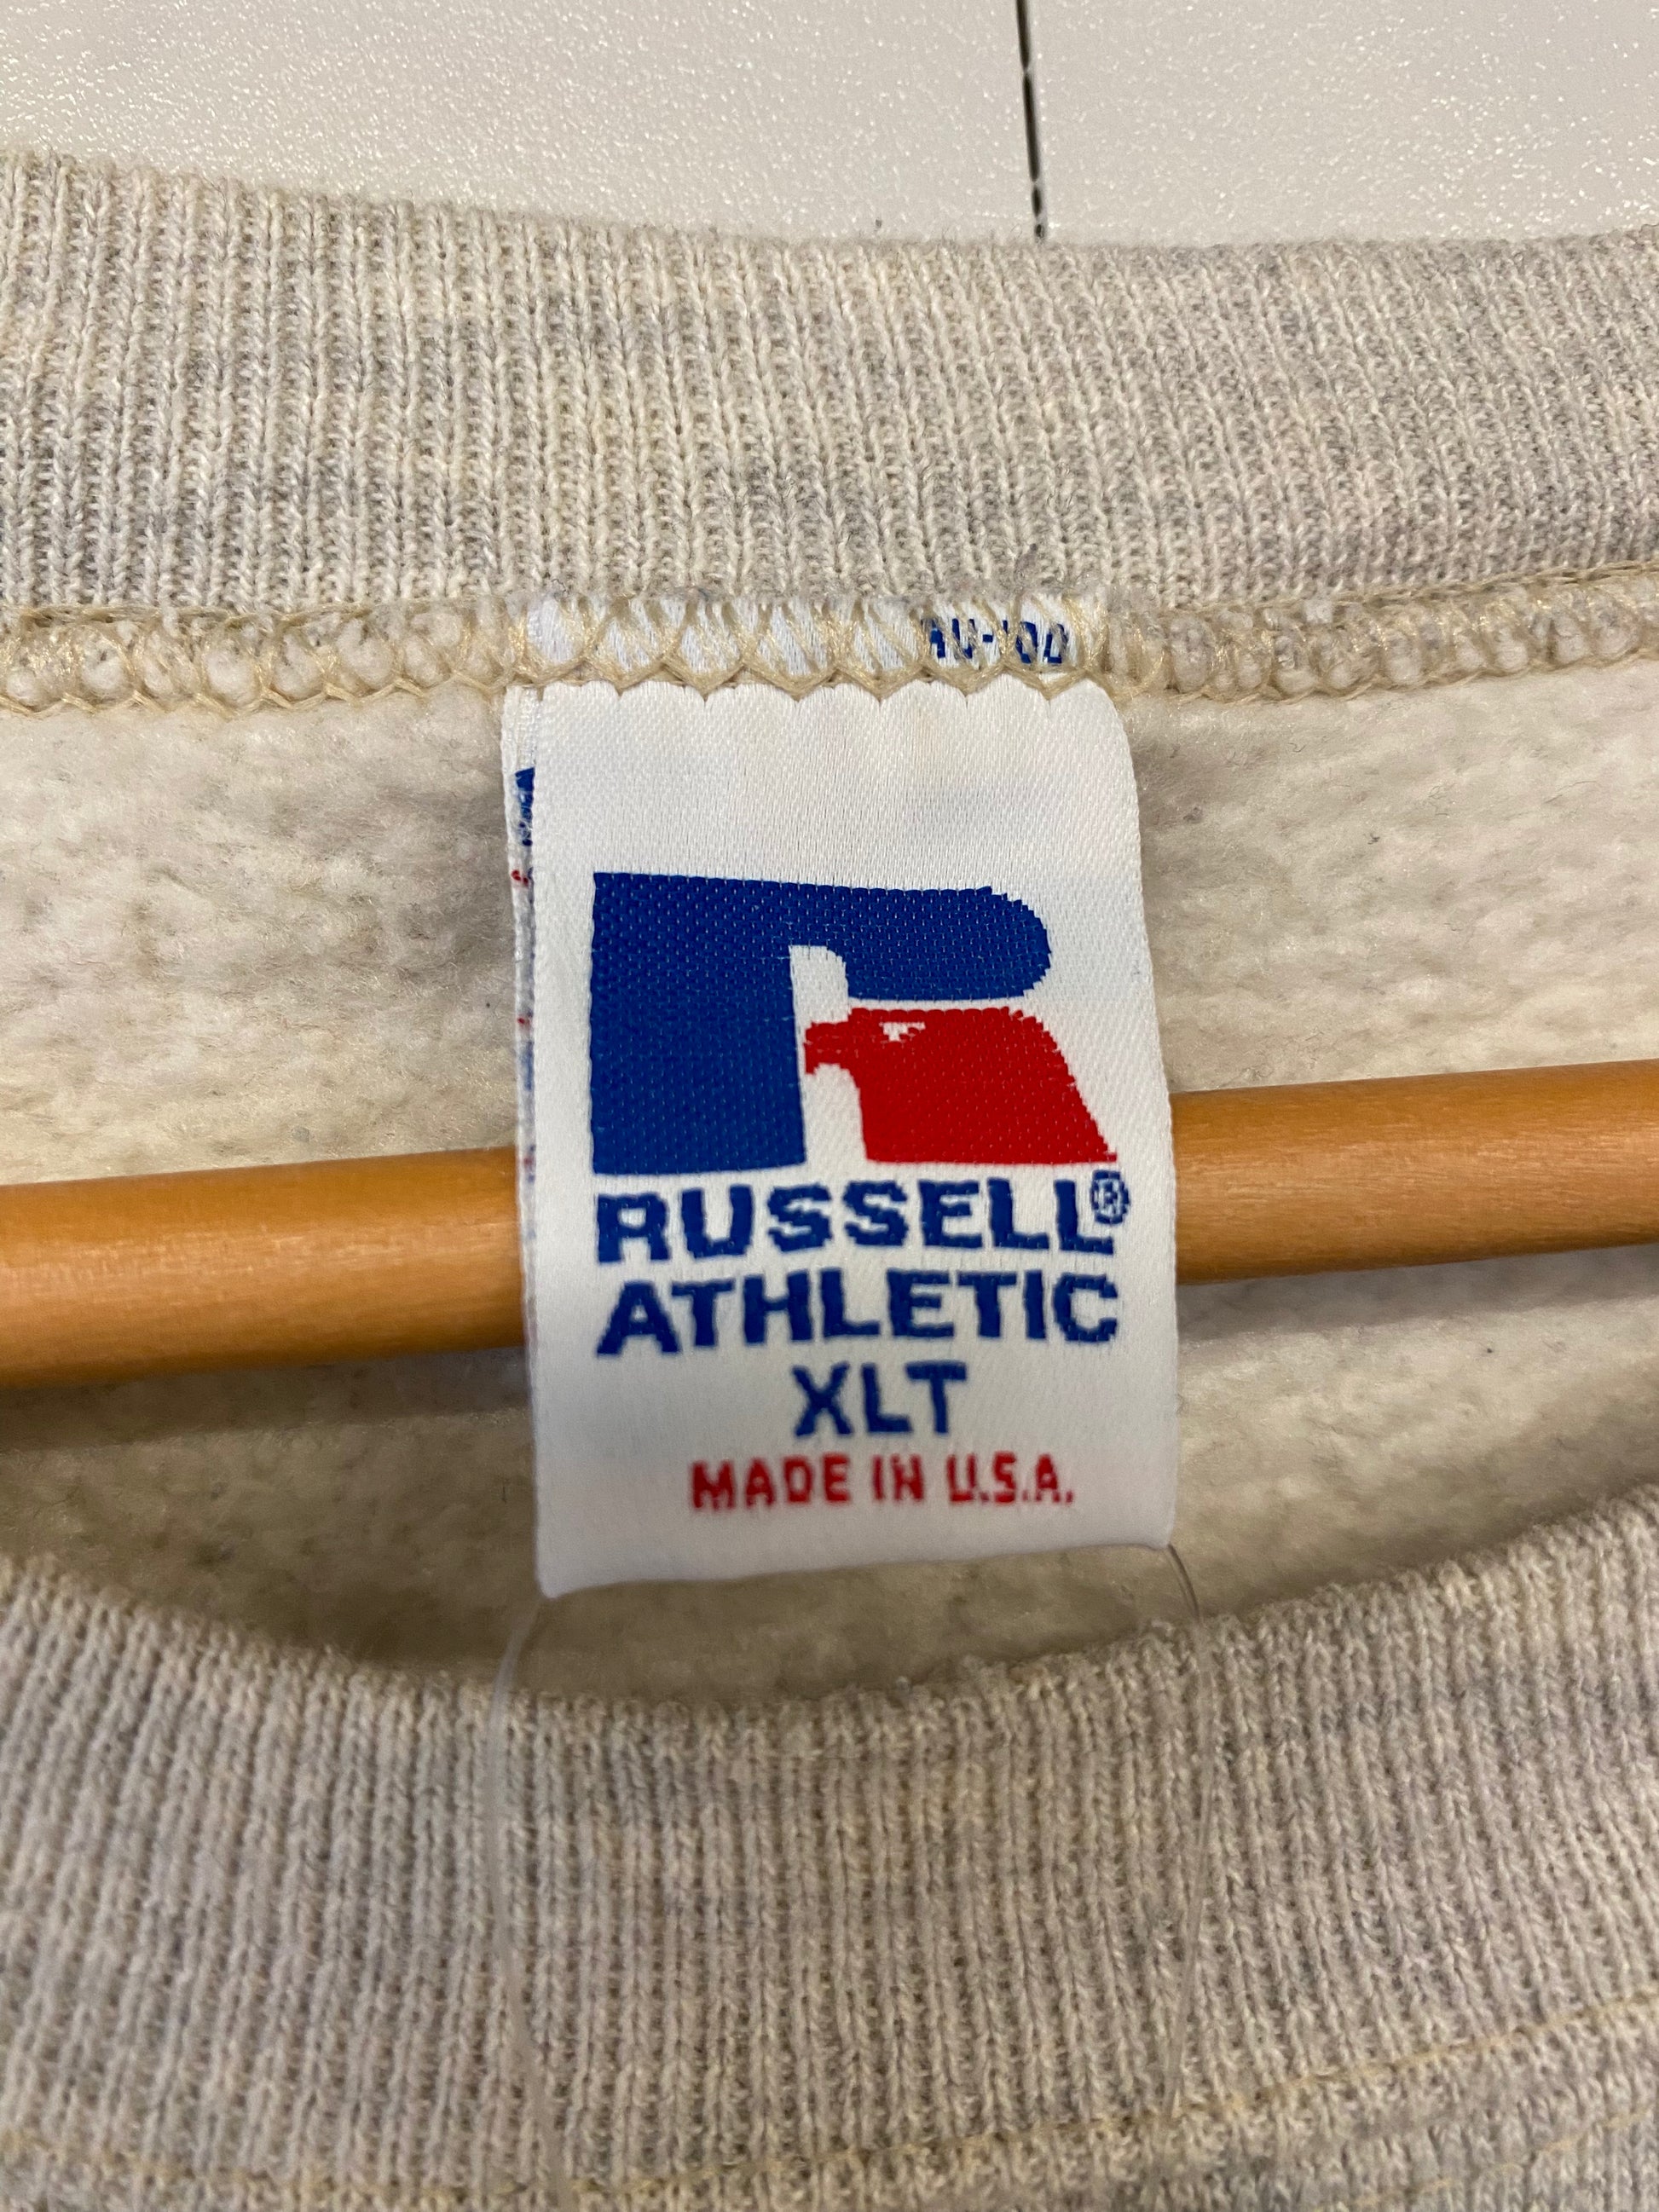 RUSSELL®
ATHLETIC
XLT
MADE IN U.S.A.